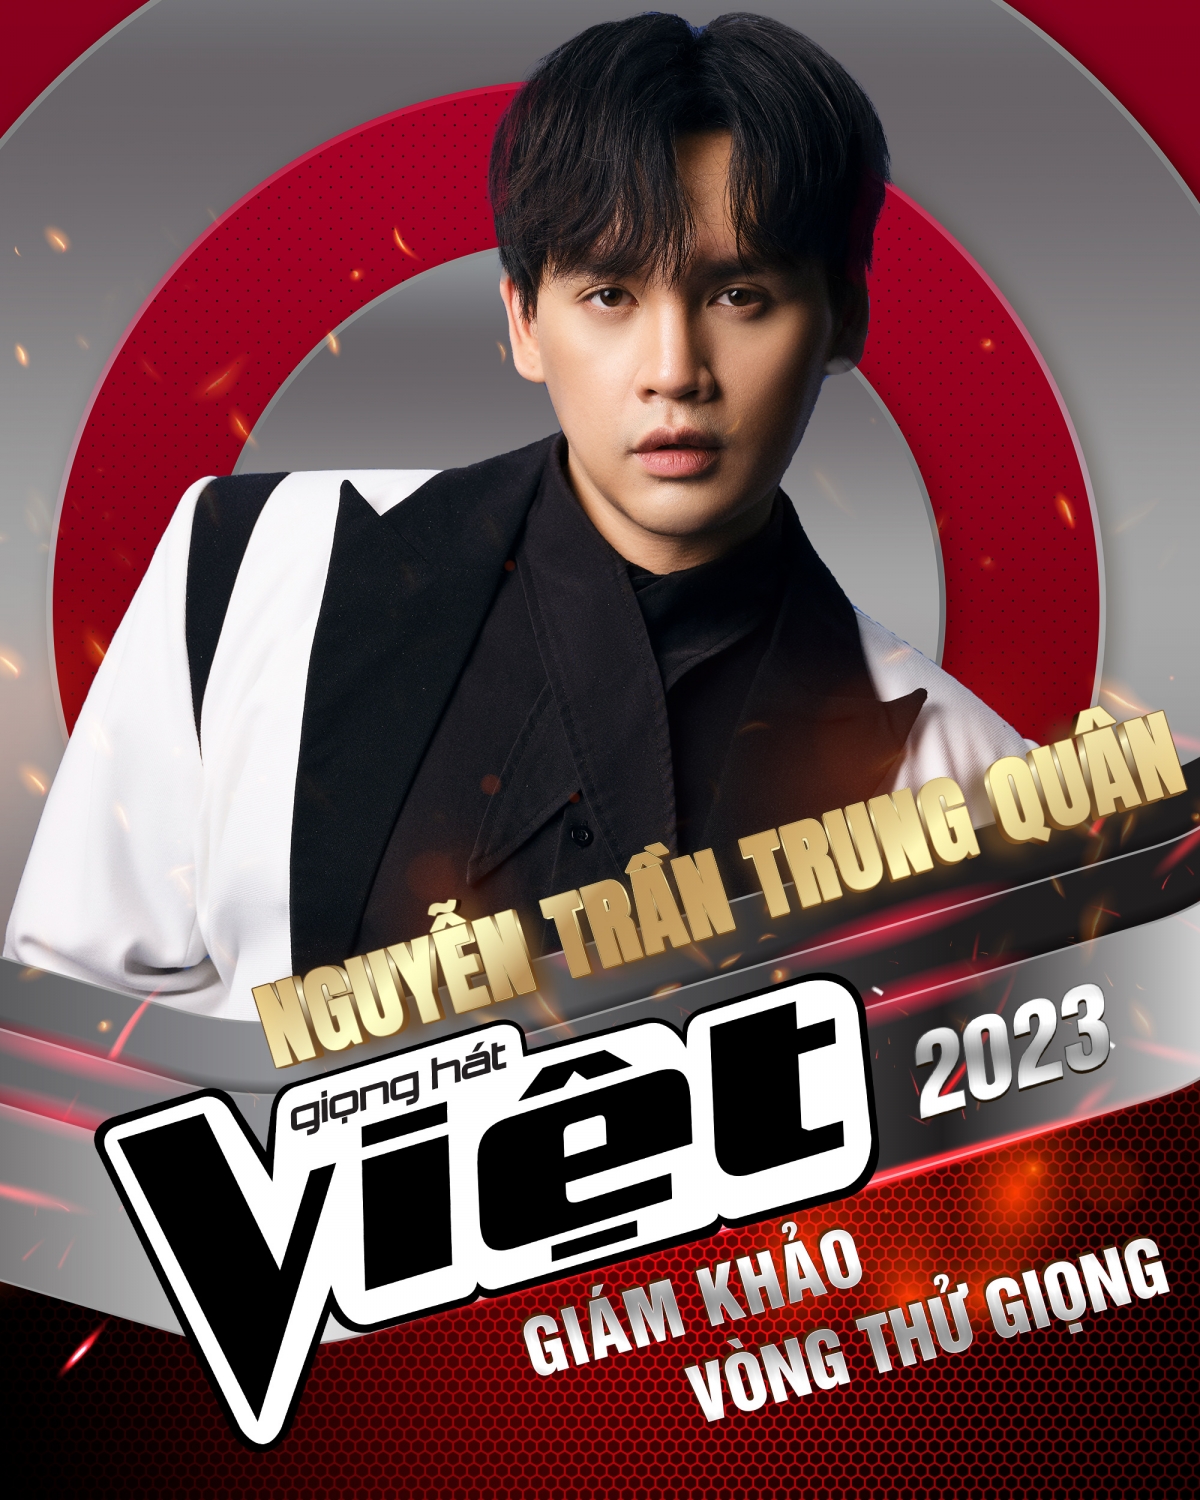 NGUYỄN TRẦN TRUNG QUÂN
giọng hát
Việt
2023
GIÁM KHẢO
VÒNG THỬ GIỌNG